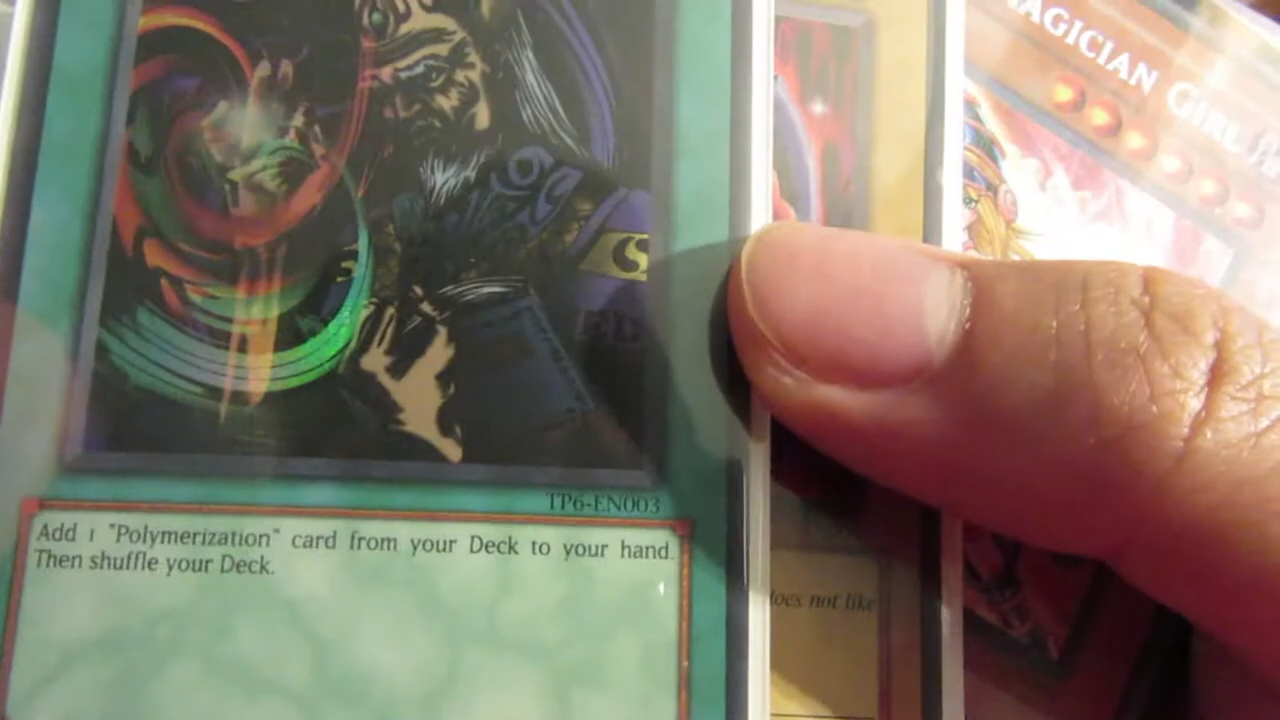 MAGICIAN GIRL
TP6-EN003
Add 1 "Polymerization" card from your Deck to your hand.
Then shuffle your Deck.
does not like